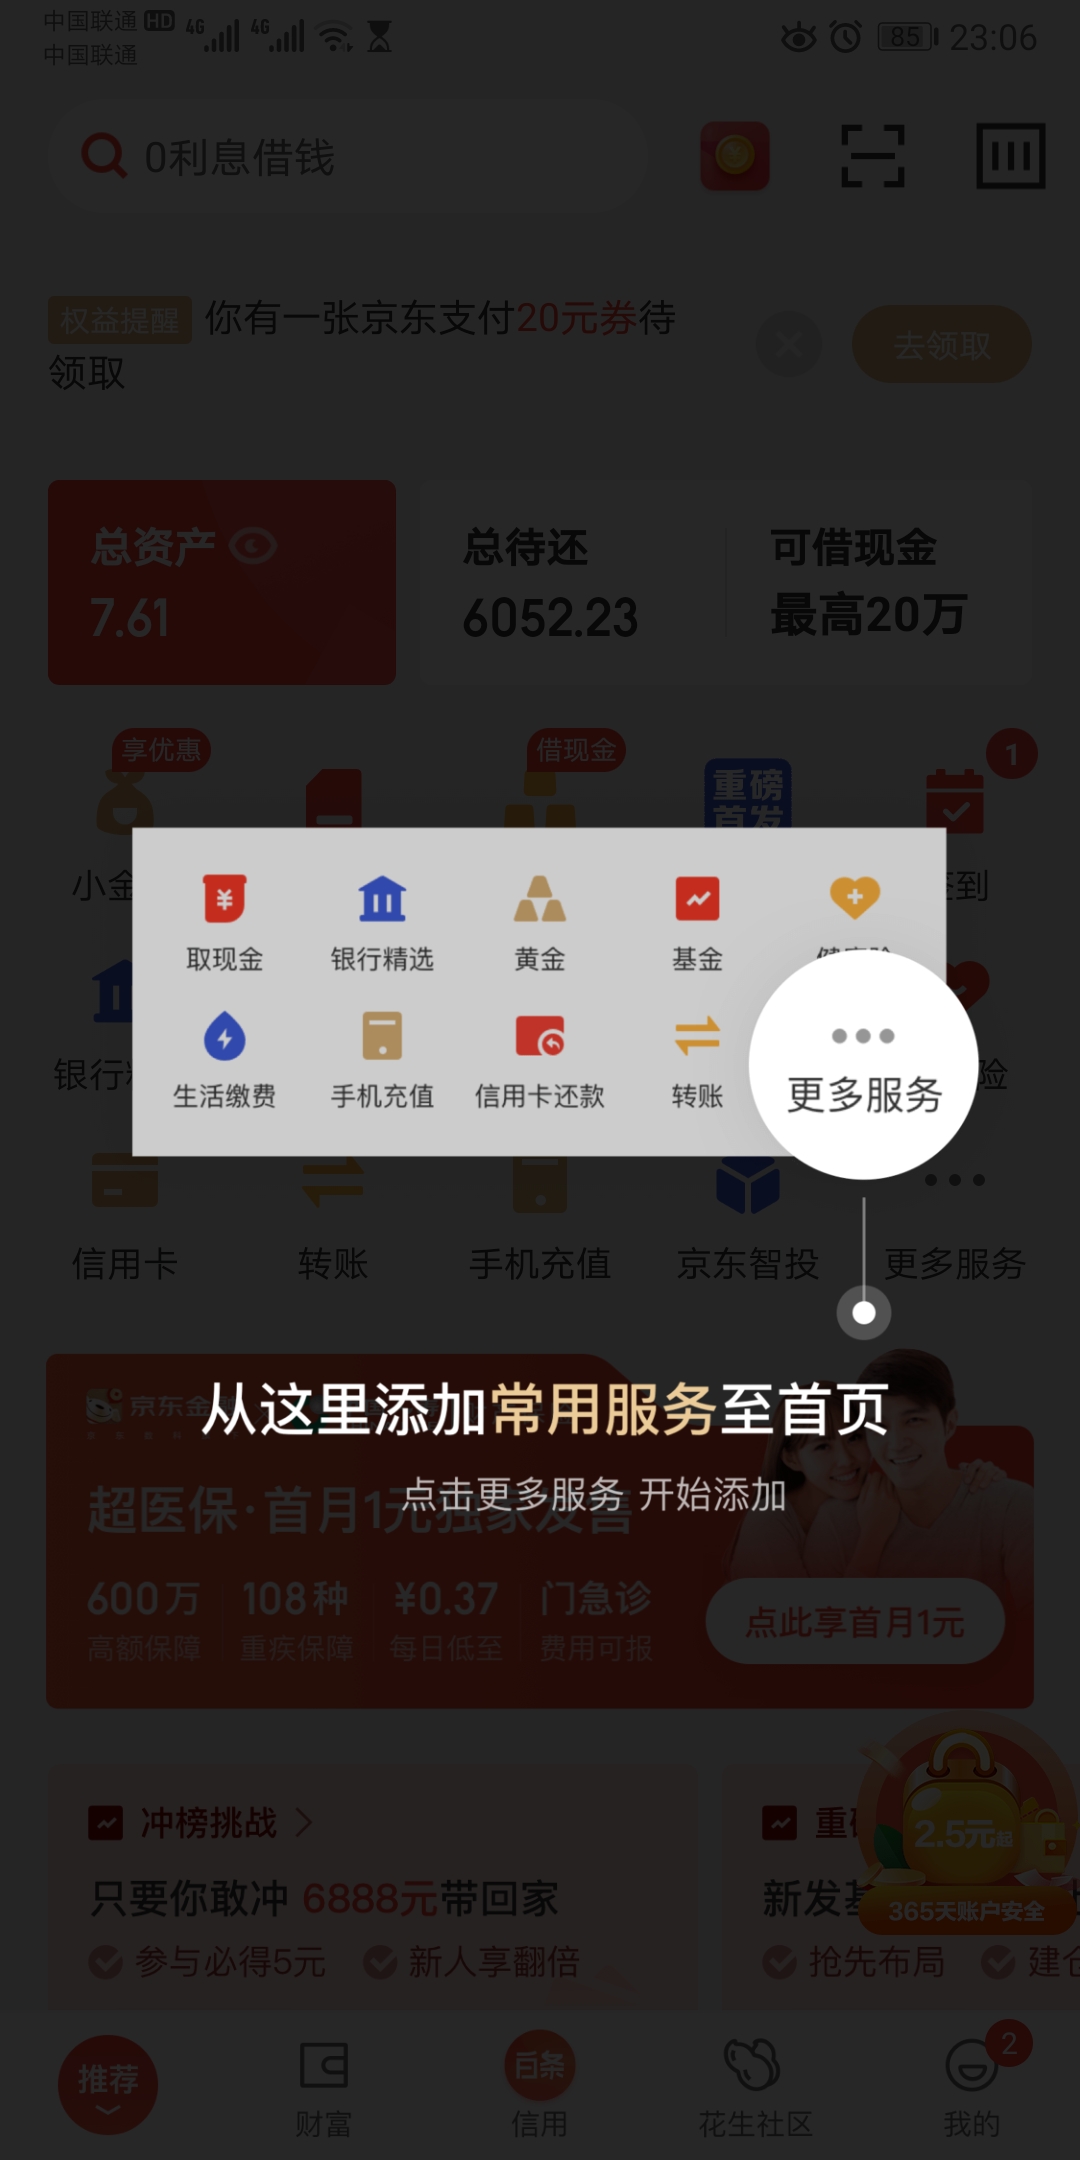 中国联通 HD 4G 4G 85 23:06
中国联通
0利息借钱
权益提醒 你有一张京东支付20元券待
领取
去领取
总资产 总待还 可借现金
7.61 6052.23 最高20万
享优惠 借现金 重磅 1
首发
小金 签到
取现金 银行精选 黄金 基金 健康险
生活缴费 手机充值 信用卡还款 转账 更多服务
银行 险
信用卡 转账 手机充值 京东智投 更多服务
从这里添加常用服务至首页
京东金融
点击更多服务 开始添加
超医保·首月1元独家发售
600万 108种 ¥0.37 门急诊
高额保障 重疾保障 每日低至 费用可报
点此享首月1元
冲榜挑战 重
2.5元起
只要你敢冲 6888元带回家 新发基
365天账户安全
参与必得5元 新人享翻倍 抢先布局 建仓
推荐 财富 白条 信用 花生社区 我的 2